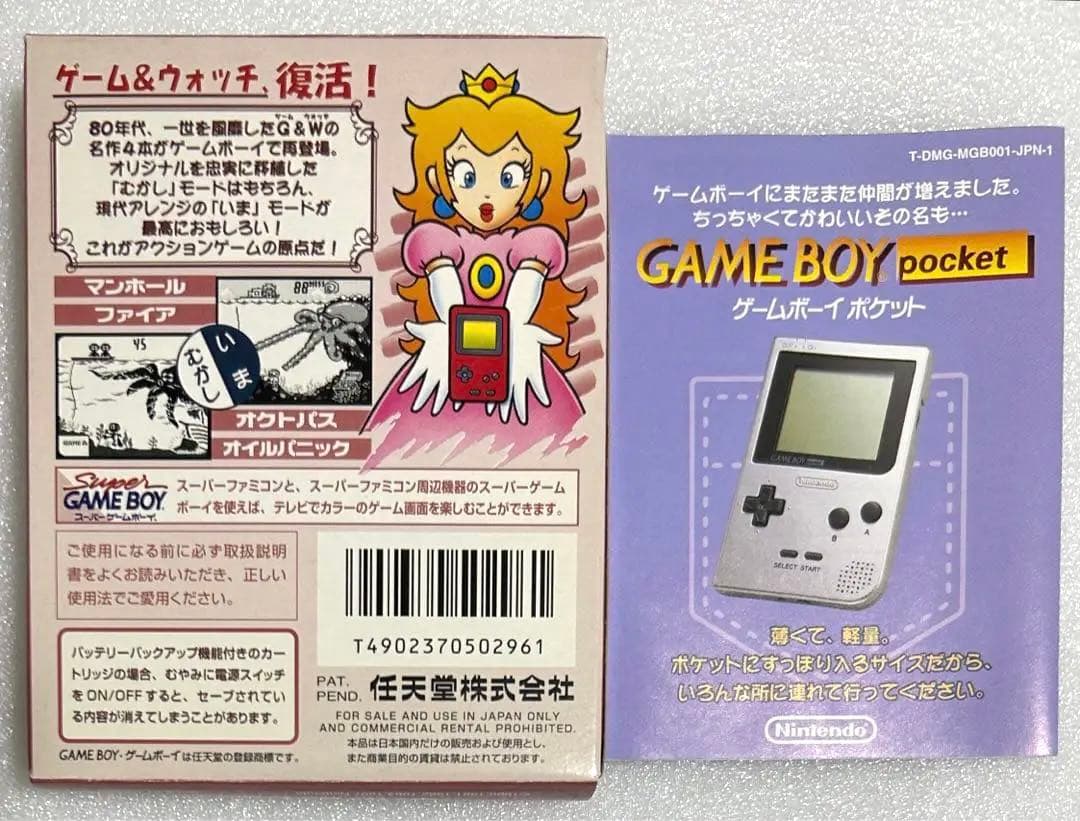 ゲーム&ウォッチ、復活!
80年代、一世を風靡したG&Wの
ゲーム ウォッチ
名作4本がゲームボーイで再登場。
オリジナルを忠実に移植した
「むかし」モードはもちろん、
現代アレンジの「いま」モードが
最高におもしろい!
これがアクションゲームの原点だ!
マンホール
ファイア
いま
むかし
45
GAME A
オクトパス
オイルパニック
Super
GAME BOY
スーパーゲームボーイ
スーパーファミコンと、スーパーファミコン周辺機器のスーパーゲーム
ボーイを使えば、テレビでカラーのゲーム画面を楽しむことができます。
ご使用になる前に必ず取扱説明
書をよくお読みいただき、正しい
使用法でご愛用ください。
T4902370502961
バッテリーバックアップ機能付きのカー
トリッジの場合、むやみに電源スイッチ
をON/OFFすると、セーブされてい
る内容が消えてしまうことがあります。
PAT.
PEND.
任天堂株式会社
FOR SALE AND USE IN JAPAN ONLY
AND COMMERCIAL RENTAL PROHIBITED.
本品は日本国内だけの販売および使用とし、
また商業目的の賃貸は禁止されております。
GAME BOY・ゲームボーイは任天堂の登録商標です。
T-DMG-MGB001-JPN-1
ゲームボーイにまたまた仲間が増えました。
ちっちゃくてかわいいその名も…
GAME BOY pocket
ゲームボーイ ポケット
GAME BOY pocket
Nintendo
B
A
SELECT START
薄くて、軽量。
ポケットにすっぽり入るサイズだから、
いろんな所に連れて行ってください。
Nintendo